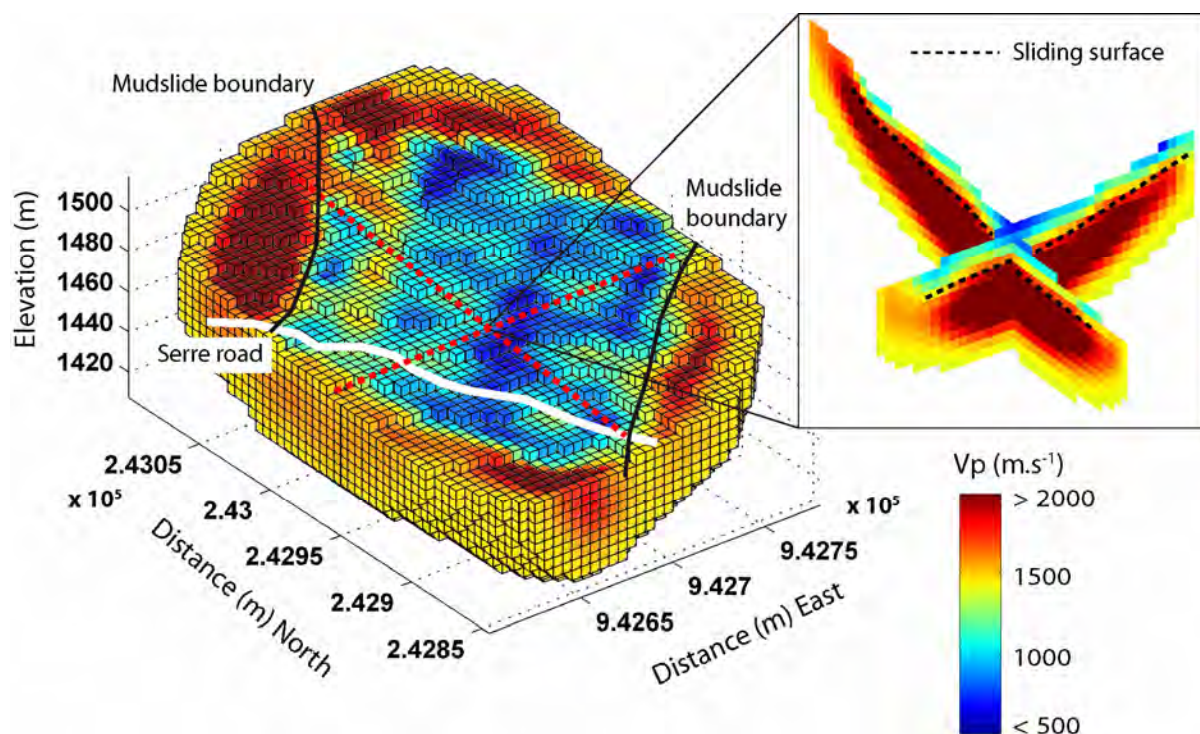 Mudslide boundary
Sliding surface
Mudslide
boundary
Elevation (m)
1500
1480
1460
1440
1420
Serre road
2.4305
x 10⁵
2.43
2.4295
2.429
2.4285
Distance (m) North
x 10⁵
9.4275
9.427
9.4265
Distance (m) East
Vp (m.s⁻¹)
> 2000
1500
1000
< 500